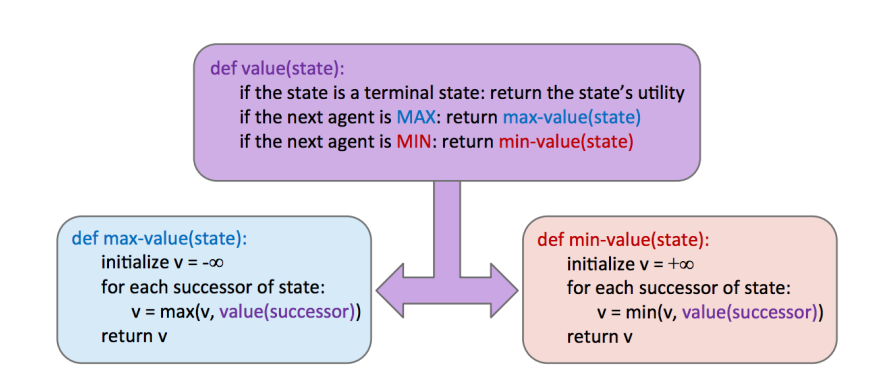 def value(state):
if the state is a terminal state: return the state’s utility
if the next agent is MAX: return max-value(state)
if the next agent is MIN: return min-value(state)
def max-value(state):
initialize v = -∞
for each successor of state:
v = max(v, value(successor))
return v
def min-value(state):
initialize v = +∞
for each successor of state:
v = min(v, value(successor))
return v